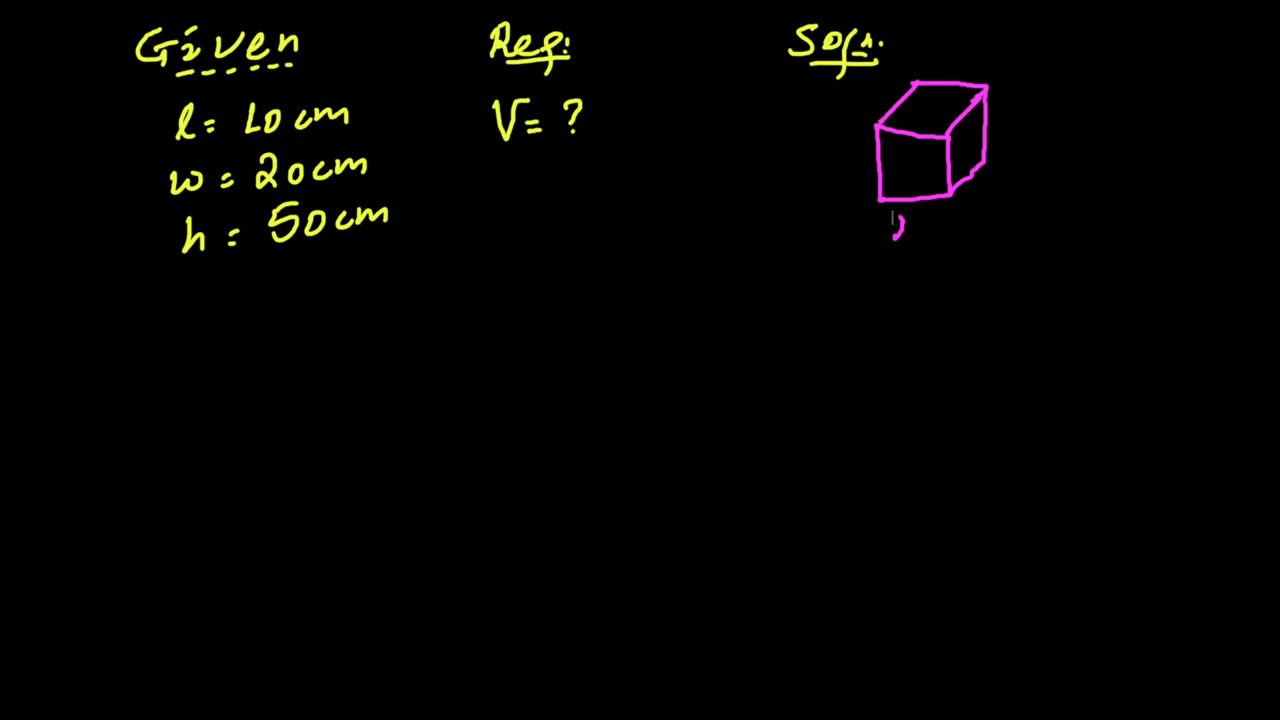 Given
l = 10 cm
w = 20 cm
h = 50 cm
Req:
V = ?
Sol: